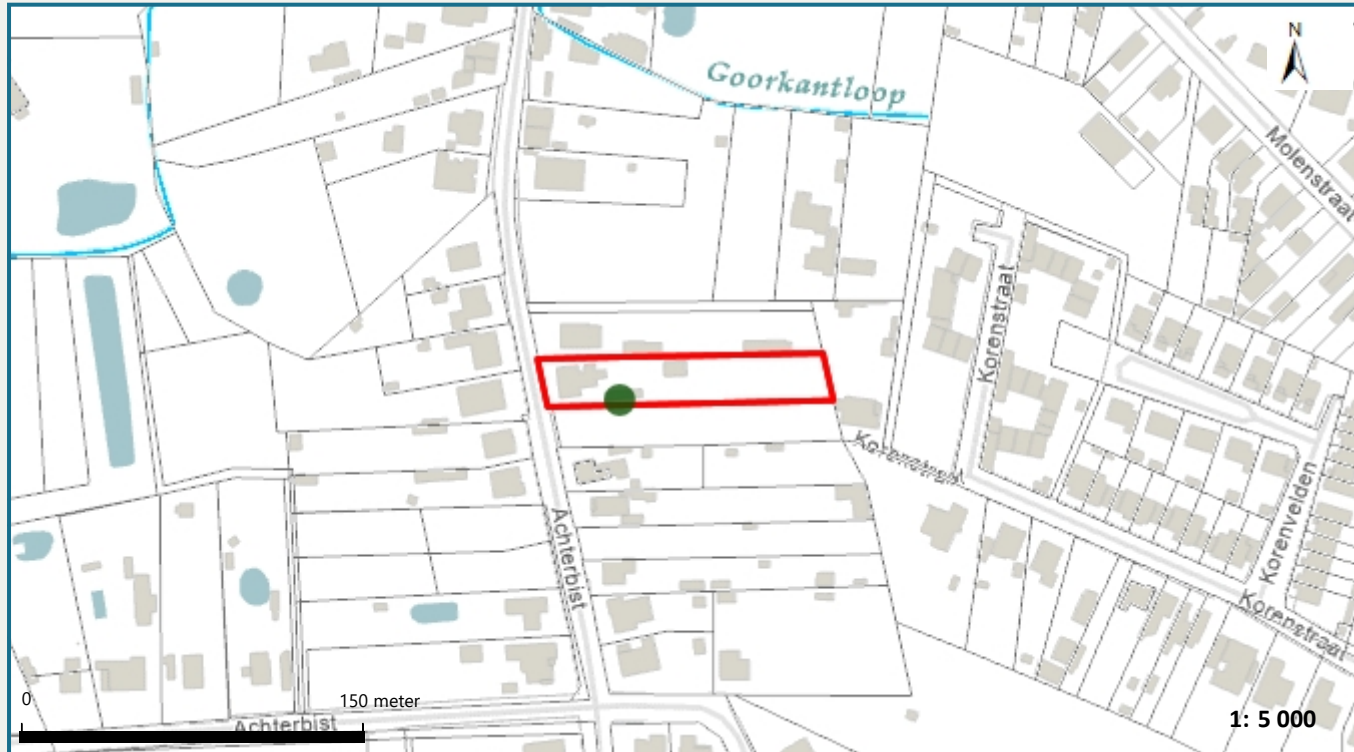 N
Goorkantloop
Molenstraat
Korenstraat
Korenstraat
Korenvelden
Achterbist
Korenstraat
0
150 meter
Achterbist
1: 5 000